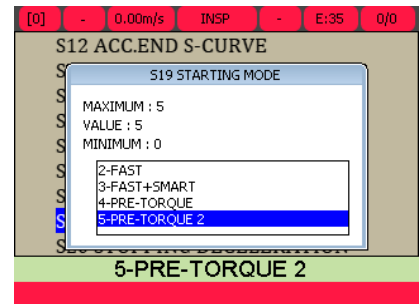 [0] - 0.00m/s INSP - E:35 0/0
S12 ACC.END S-CURVE
S19 STARTING MODE
MAXIMUM : 5
VALUE : 5
MINIMUM : 0
2-FAST
3-FAST+SMART
4-PRE-TORQUE
5-PRE-TORQUE 2
5-PRE-TORQUE 2